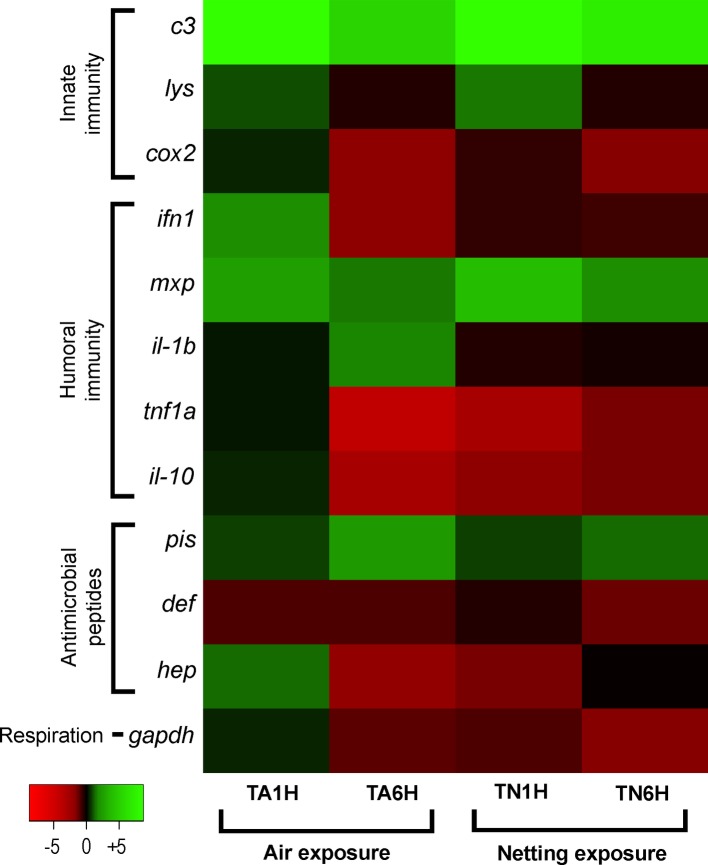 Innate
immunity
c3
lys
cox2
Humoral
immunity
ifn1
mxp
il-1b
tnf1a
il-10
Antimicrobial
peptides
pis
def
hep
Respiration
gapdh
-5 0 +5
TA1H TA6H TN1H TN6H
Air exposure Netting exposure